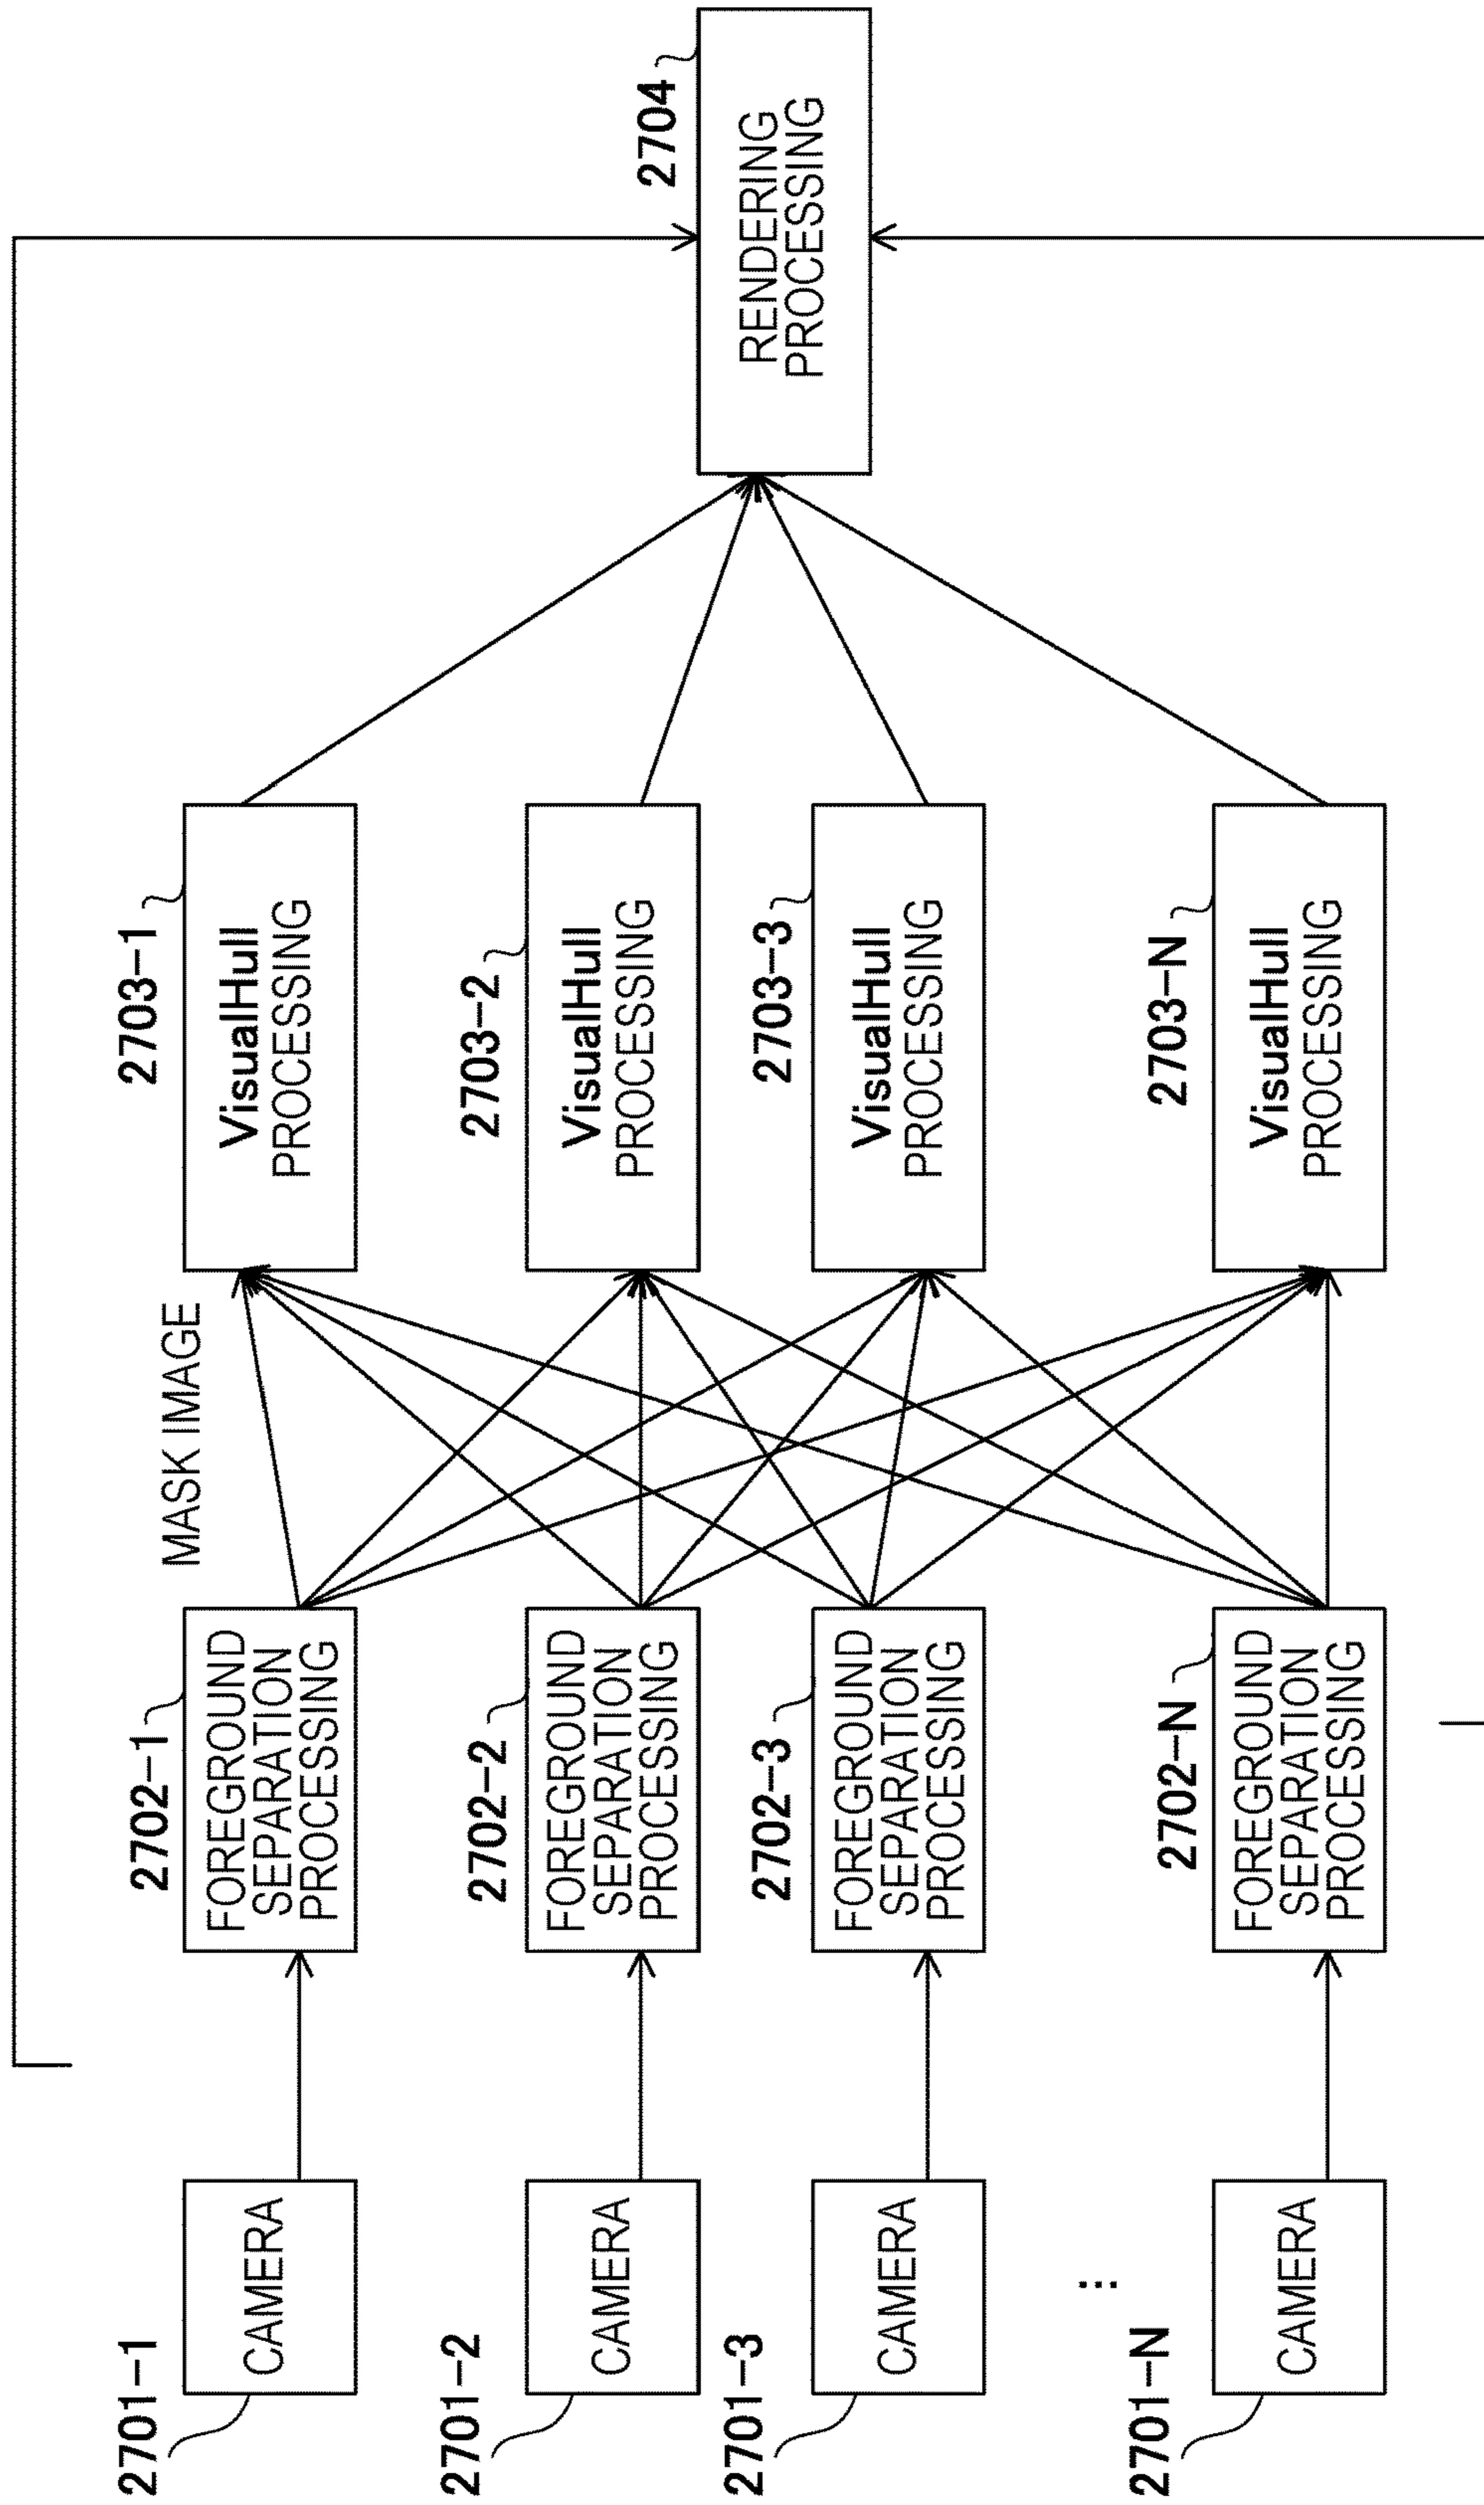 2701-1
CAMERA
2701-2
CAMERA
2701-3
CAMERA
...
2701-N
CAMERA
2702-1
FOREGROUND
SEPARATION
PROCESSING
2702-2
FOREGROUND
SEPARATION
PROCESSING
2702-3
FOREGROUND
SEPARATION
PROCESSING
2702-N
FOREGROUND
SEPARATION
PROCESSING
MASK IMAGE
2703-1
VisualHull
PROCESSING
2703-2
VisualHull
PROCESSING
2703-3
VisualHull
PROCESSING
2703-N
VisualHull
PROCESSING
2704
RENDERING
PROCESSING